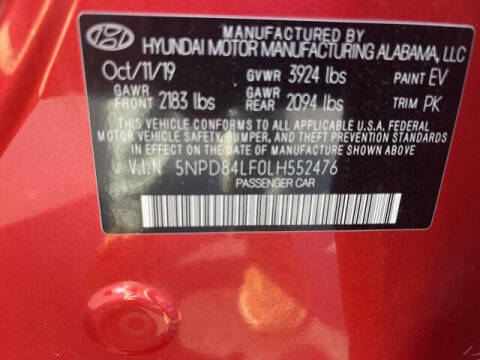 MANUFACTURED BY
HYUNDAI MOTOR MANUFACTURING ALABAMA, LLC
Oct/11/19 GVWR 3924 lbs PAINT EV
GAWR FRONT 2183 lbs GAWR REAR 2094 lbs TRIM PK
THIS VEHICLE CONFORMS TO ALL APPLICABLE U.S.A FEDERAL
MOTOR VEHICLE SAFETY, BUMPER, AND THEFT PREVENTION STANDARDS
IN EFFECT ON THE DATE OF MANUFACTURE SHOWN ABOVE.
V.I.N 5NPD84LF0LH552476
PASSENGER CAR